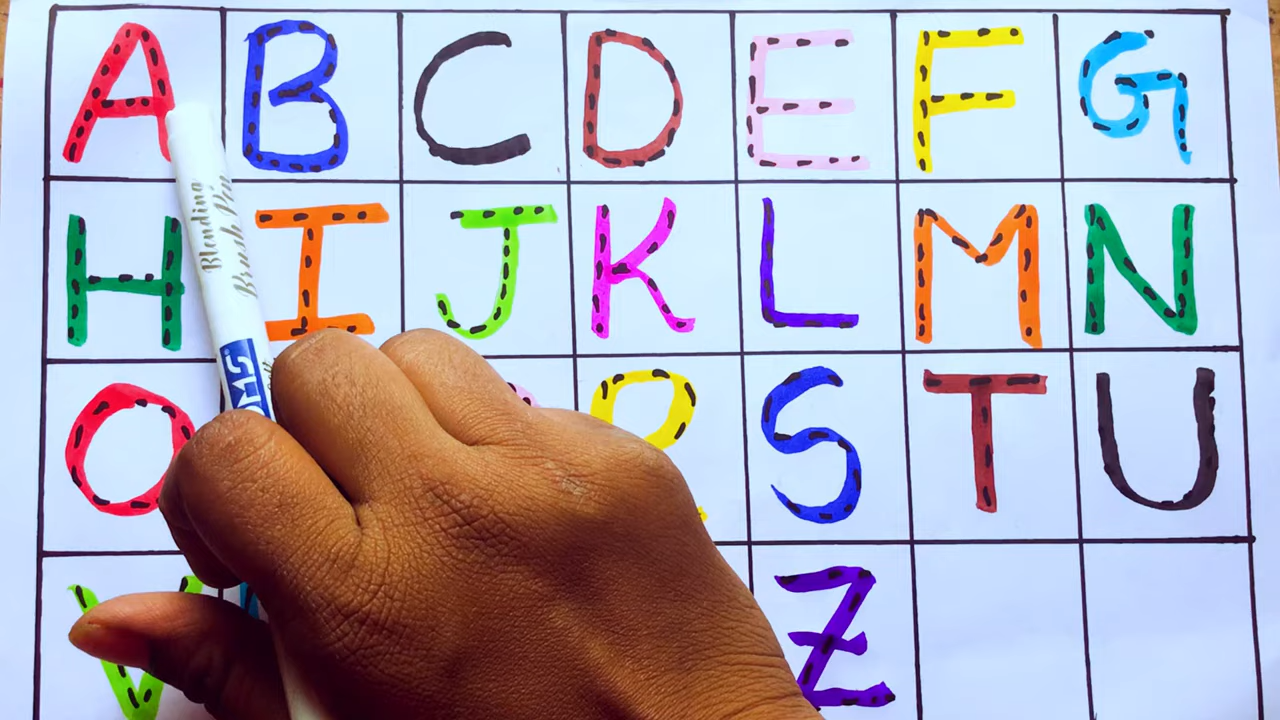 A B C D E F G
H I J K L M N
O S T U
V Z
Blending
Brush Pen